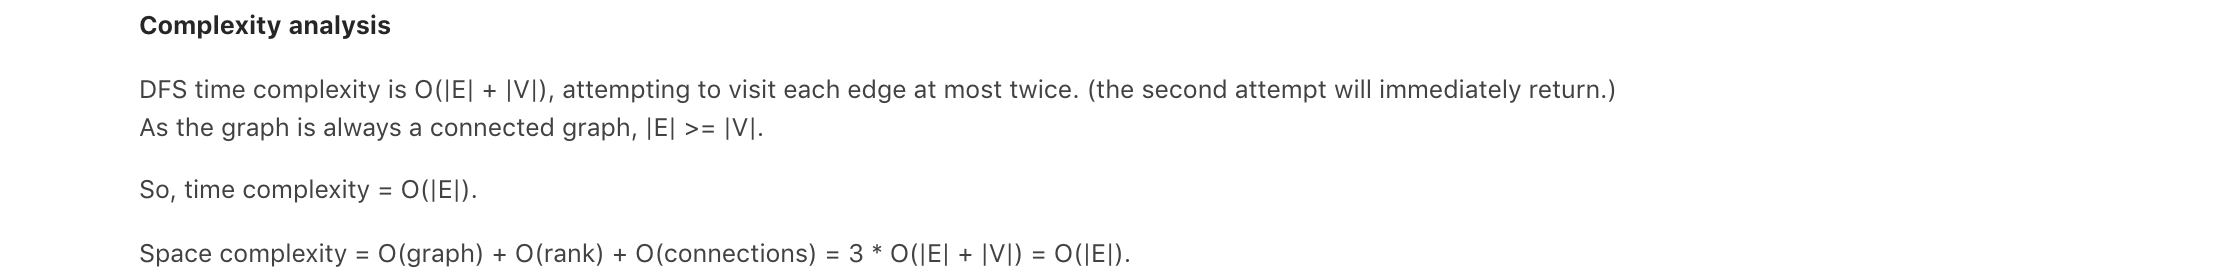 Complexity analysis
DFS time complexity is O(|E| + |V|), attempting to visit each edge at most twice. (the second attempt will immediately return.)
As the graph is always a connected graph, |E| >= |V|.
So, time complexity = O(|E|).
Space complexity = O(graph) + O(rank) + O(connections) = 3 * O(|E| + |V|) = O(|E|).